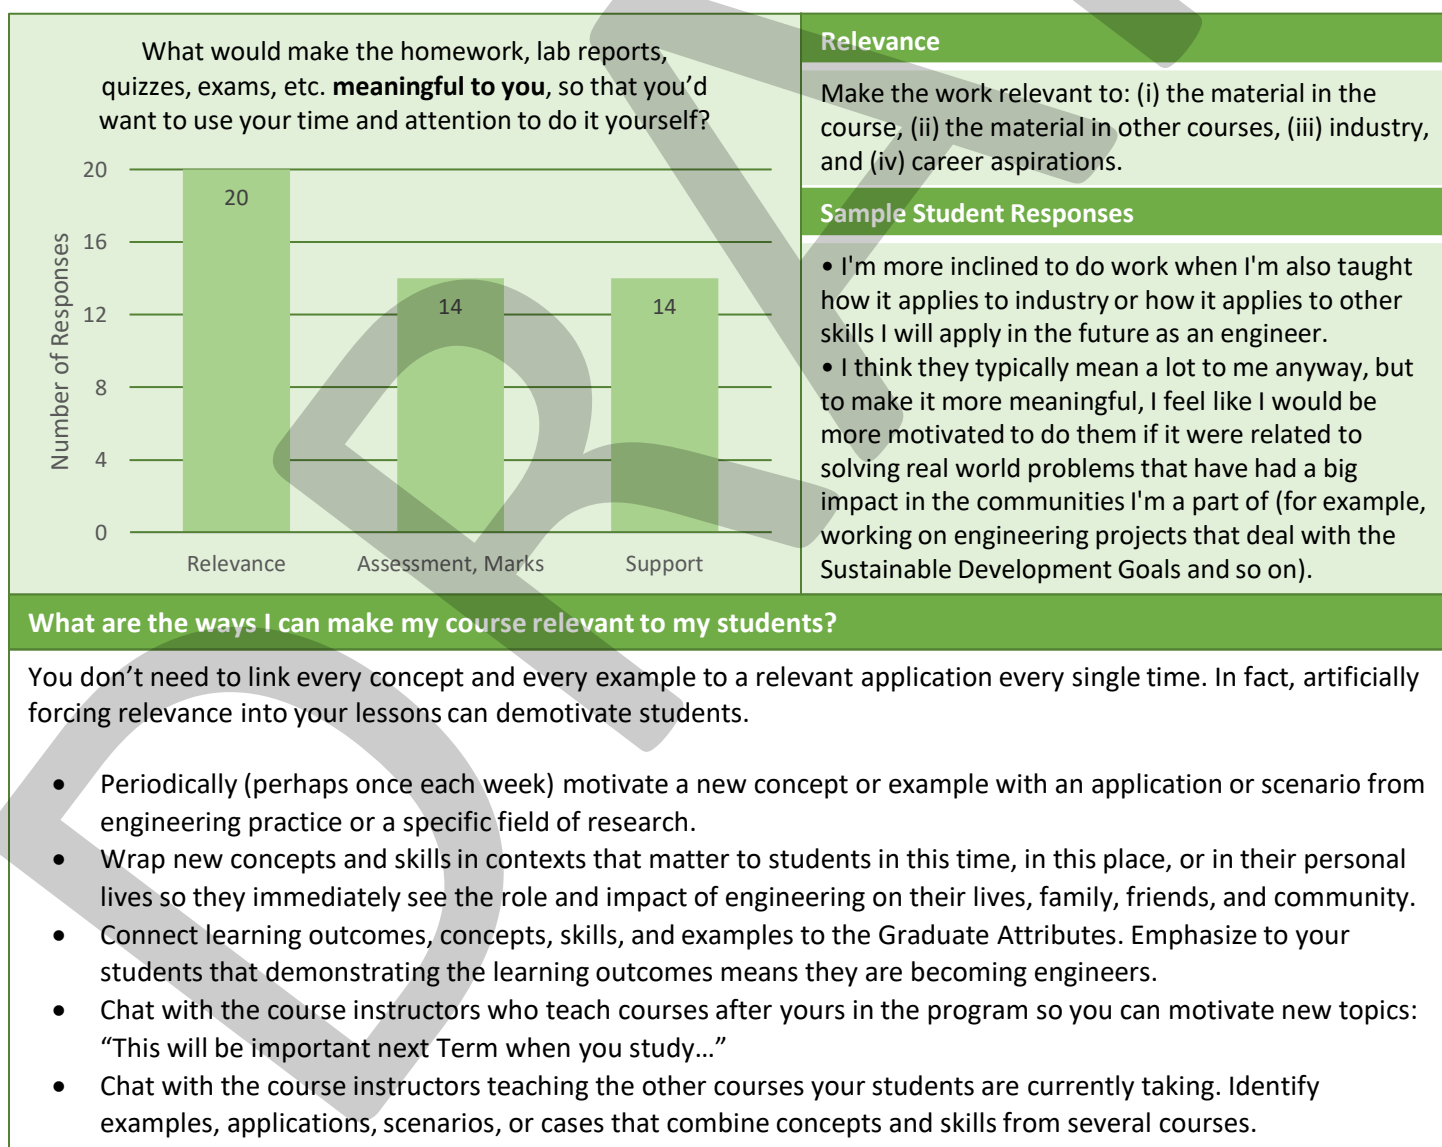 What would make the homework, lab reports,
quizzes, exams, etc. meaningful to you, so that you’d
want to use your time and attention to do it yourself?
20
16
12
8
4
0
Number of Responses
20
14
14
Relevance
Assessment, Marks
Support
Relevance
Make the work relevant to: (i) the material in the
course, (ii) the material in other courses, (iii) industry,
and (iv) career aspirations.
Sample Student Responses
• I'm more inclined to do work when I'm also taught
how it applies to industry or how it applies to other
skills I will apply in the future as an engineer.
• I think they typically mean a lot to me anyway, but
to make it more meaningful, I feel like I would be
more motivated to do them if it were related to
solving real world problems that have had a big
impact in the communities I'm a part of (for example,
working on engineering projects that deal with the
Sustainable Development Goals and so on).
What are the ways I can make my course relevant to my students?
You don’t need to link every concept and every example to a relevant application every single time. In fact, artificially
forcing relevance into your lessons can demotivate students.
• Periodically (perhaps once each week) motivate a new concept or example with an application or scenario from
engineering practice or a specific field of research.
• Wrap new concepts and skills in contexts that matter to students in this time, in this place, or in their personal
lives so they immediately see the role and impact of engineering on their lives, family, friends, and community.
• Connect learning outcomes, concepts, skills, and examples to the Graduate Attributes. Emphasize to your
students that demonstrating the learning outcomes means they are becoming engineers.
• Chat with the course instructors who teach courses after yours in the program so you can motivate new topics:
“This will be important next Term when you study…”
• Chat with the course instructors teaching the other courses your students are currently taking. Identify
examples, applications, scenarios, or cases that combine concepts and skills from several courses.
DRA